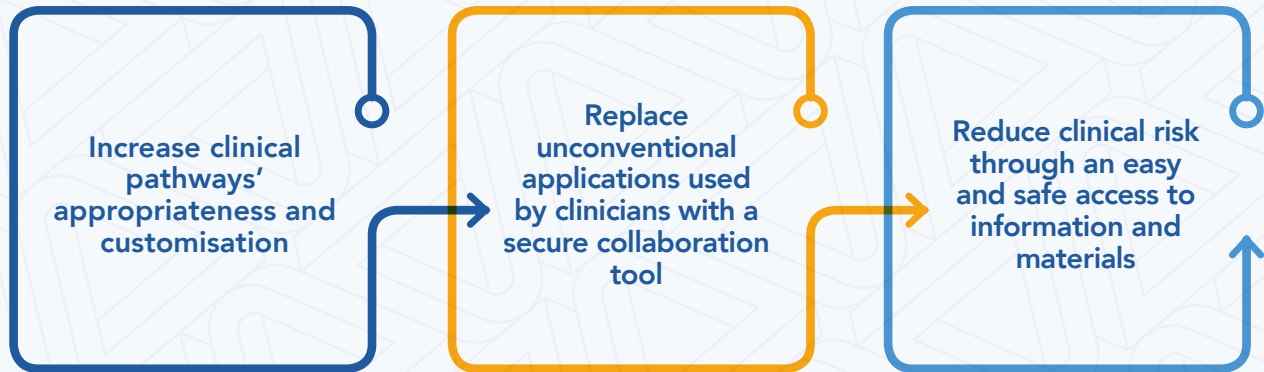 Increase clinical
pathways’
appropriateness and
customisation
Replace
unconventional
applications used
by clinicians with a
secure collaboration
tool
Reduce clinical risk
through an easy
and safe access to
information and
materials